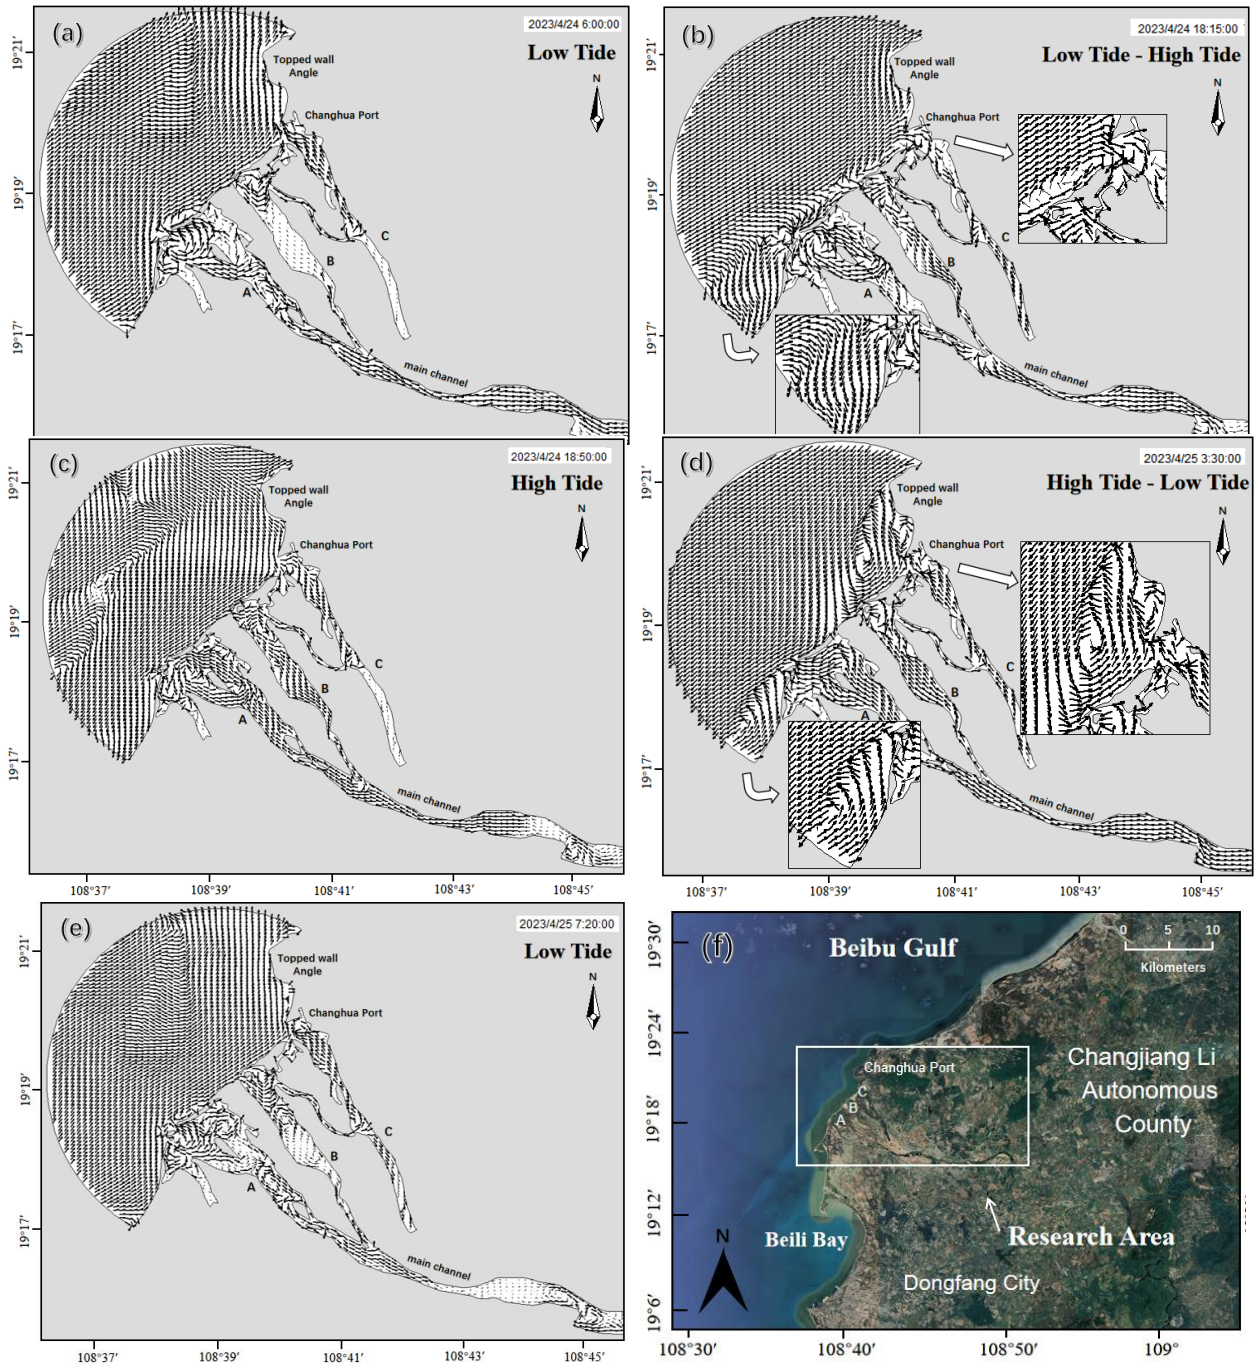 (a)
2023/4/24 6:00:00
Low Tide
Topped wall
Angle
N
Changhua Port
C
B
A
main channel
19°21′
19°19′
19°17′
(b)
2023/4/24 18:15:00
Low Tide - High Tide
Topped wall
Angle
N
Changhua Port
C
B
A
main channel
19°21′
19°19′
19°17′
(c)
2023/4/24 18:50:00
High Tide
Topped wall
Angle
N
Changhua Port
C
B
A
main channel
19°21′
19°19′
19°17′
108°37′
108°39′
108°41′
108°43′
108°45′
(d)
2023/4/25 3:30:00
High Tide - Low Tide
Topped wall
Angle
N
Changhua Port
C
B
A
main channel
19°21′
19°19′
19°17′
108°37′
108°39′
108°41′
108°43′
108°45′
(e)
2023/4/25 7:20:00
Low Tide
Topped wall
Angle
N
Changhua Port
C
B
A
main channel
19°21′
19°19′
19°17′
108°37′
108°39′
108°41′
108°43′
108°45′
(f)
Beibu Gulf
0 5 10
Kilometers
Changhua Port
C
B
A
Changjiang Li
Autonomous
County
Research Area
Beili Bay
N
Dongfang City
19°30′
19°24′
19°18′
19°12′
19°6′
108°30′
108°40′
108°50′
109°